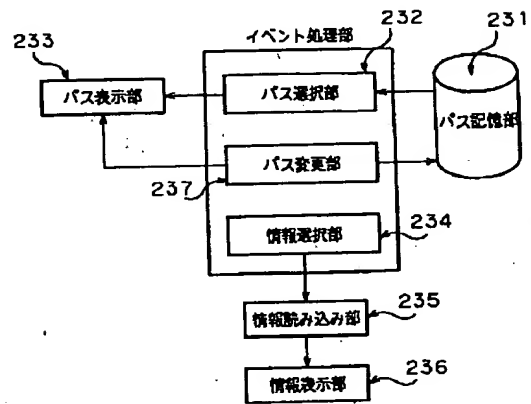 233
イベント処理部
232
231
パス表示部
パス選択部
パス記憶部
パス変更部
237
情報選択部
234
情報読み込み部
235
情報表示部
236